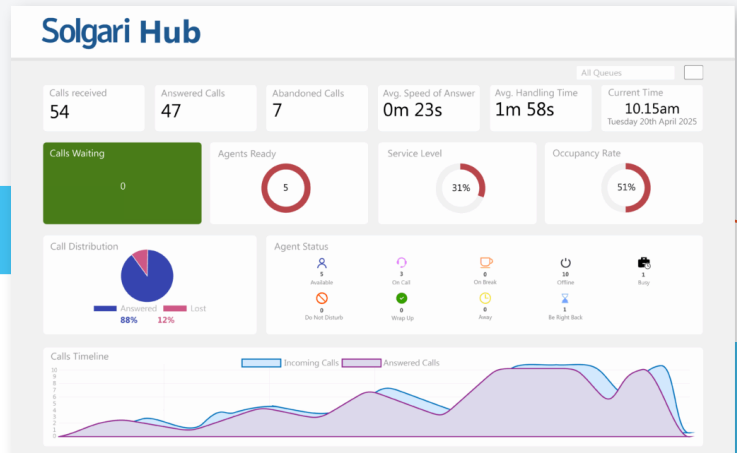 Solgari Hub
All Queues
Calls received
54
Answered Calls
47
Abandoned Calls
7
Avg. Speed of Answer
0m 23s
Avg. Handling Time
1m 58s
Current Time
10.15am
Tuesday 20th April 2025
Calls Waiting
0
Agents Ready
5
Service Level
31%
Occupancy Rate
51%
Call Distribution
Answered Lost
88% 12%
Agent Status
5 3 0 10 1
Available On Call On Break Offline Busy
0 0 0 1
Do Not Disturb Wrap Up Away Be Right Back
Calls Timeline
Incoming Calls Answered Calls
10
9
8
7
6
5
4
3
2
1
0